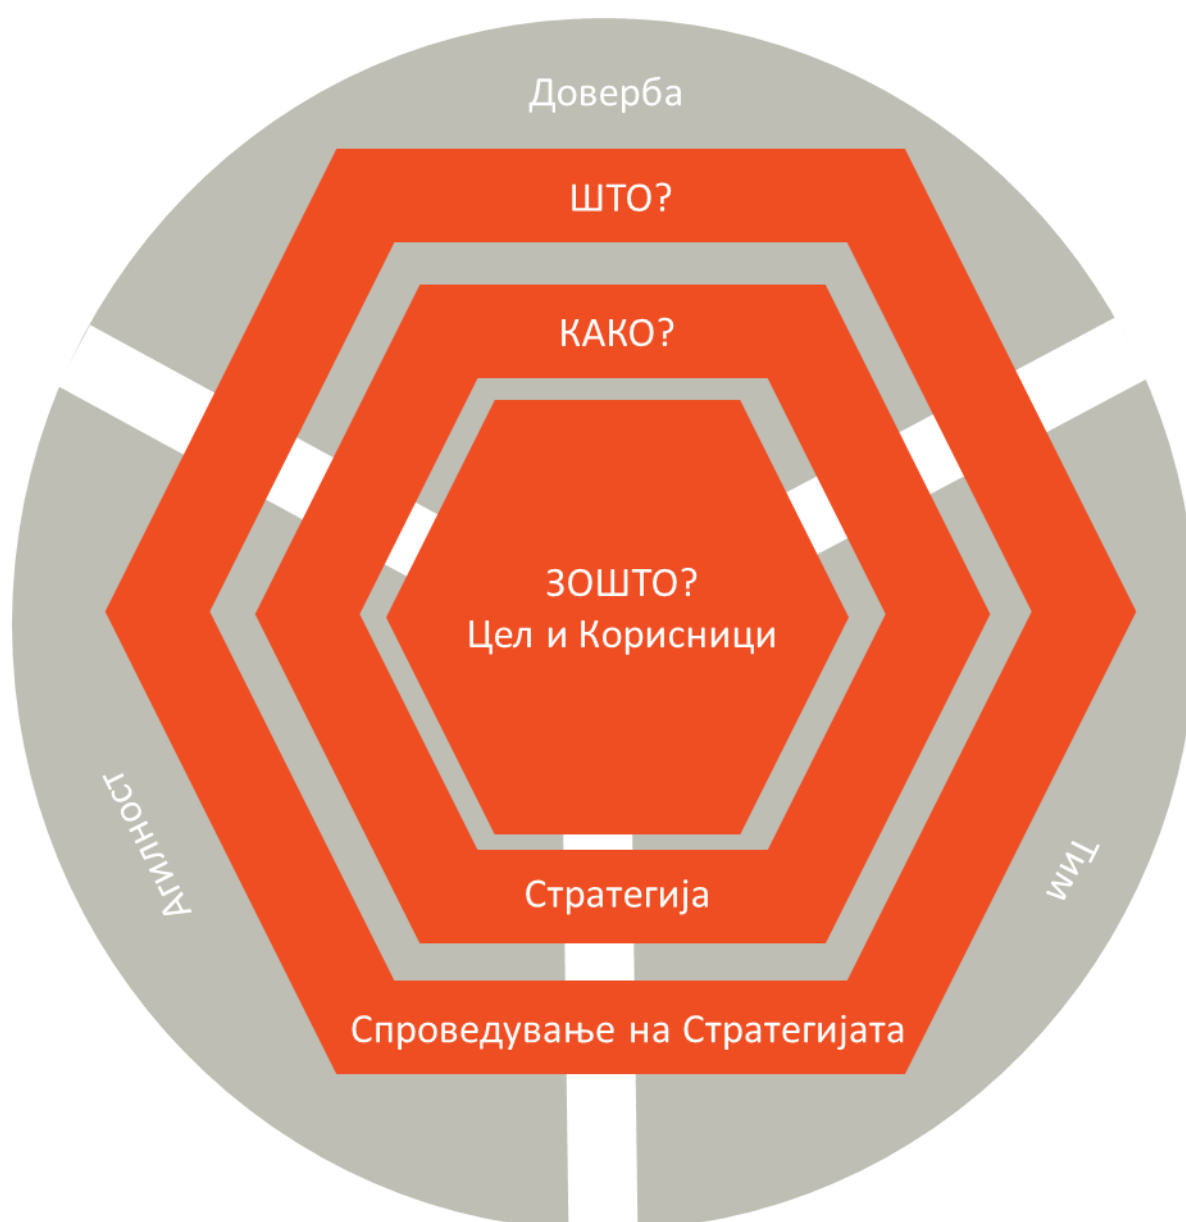 Доверба
ШТО?
КАКО?
ЗОШТО?
Цел и Корисници
Агилност
Тим
Стратегија
Спроведување на Стратегијата